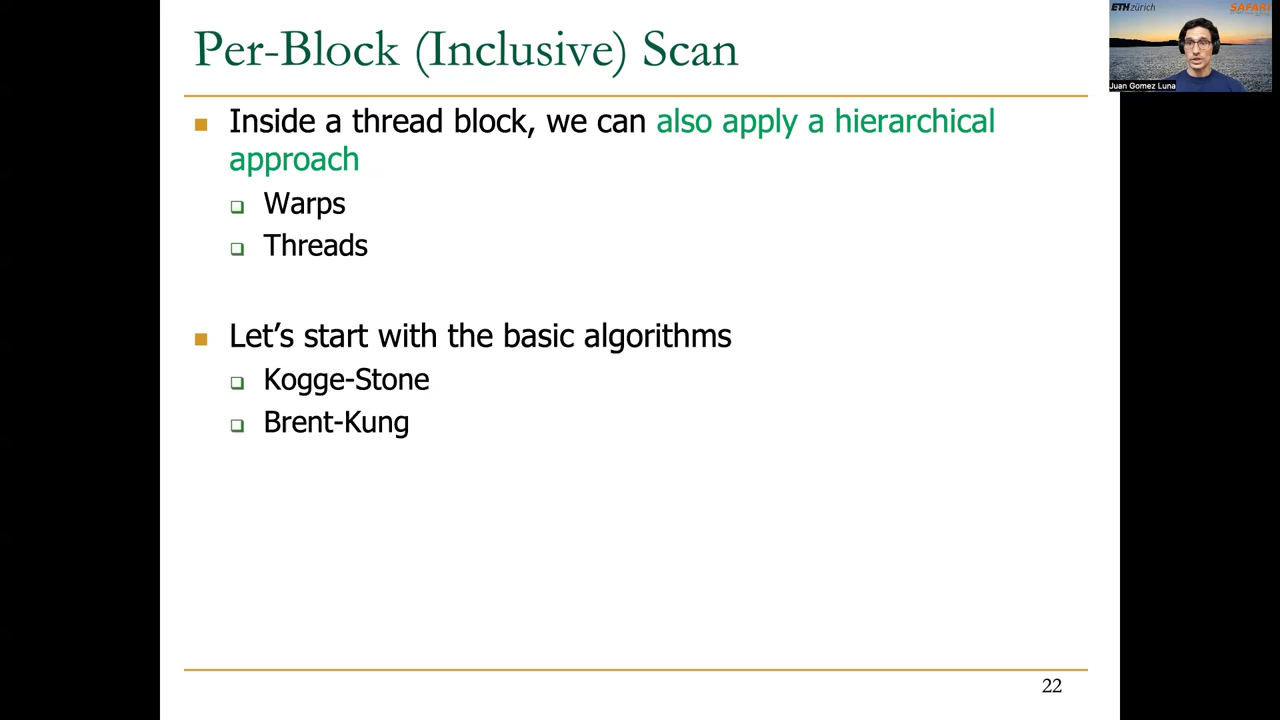 Per-Block (Inclusive) Scan
Inside a thread block, we can also apply a hierarchical
approach
Warps
Threads
Let's start with the basic algorithms
Kogge-Stone
Brent-Kung
22
ETH zürich
SAFARI
Juan Gomez Luna